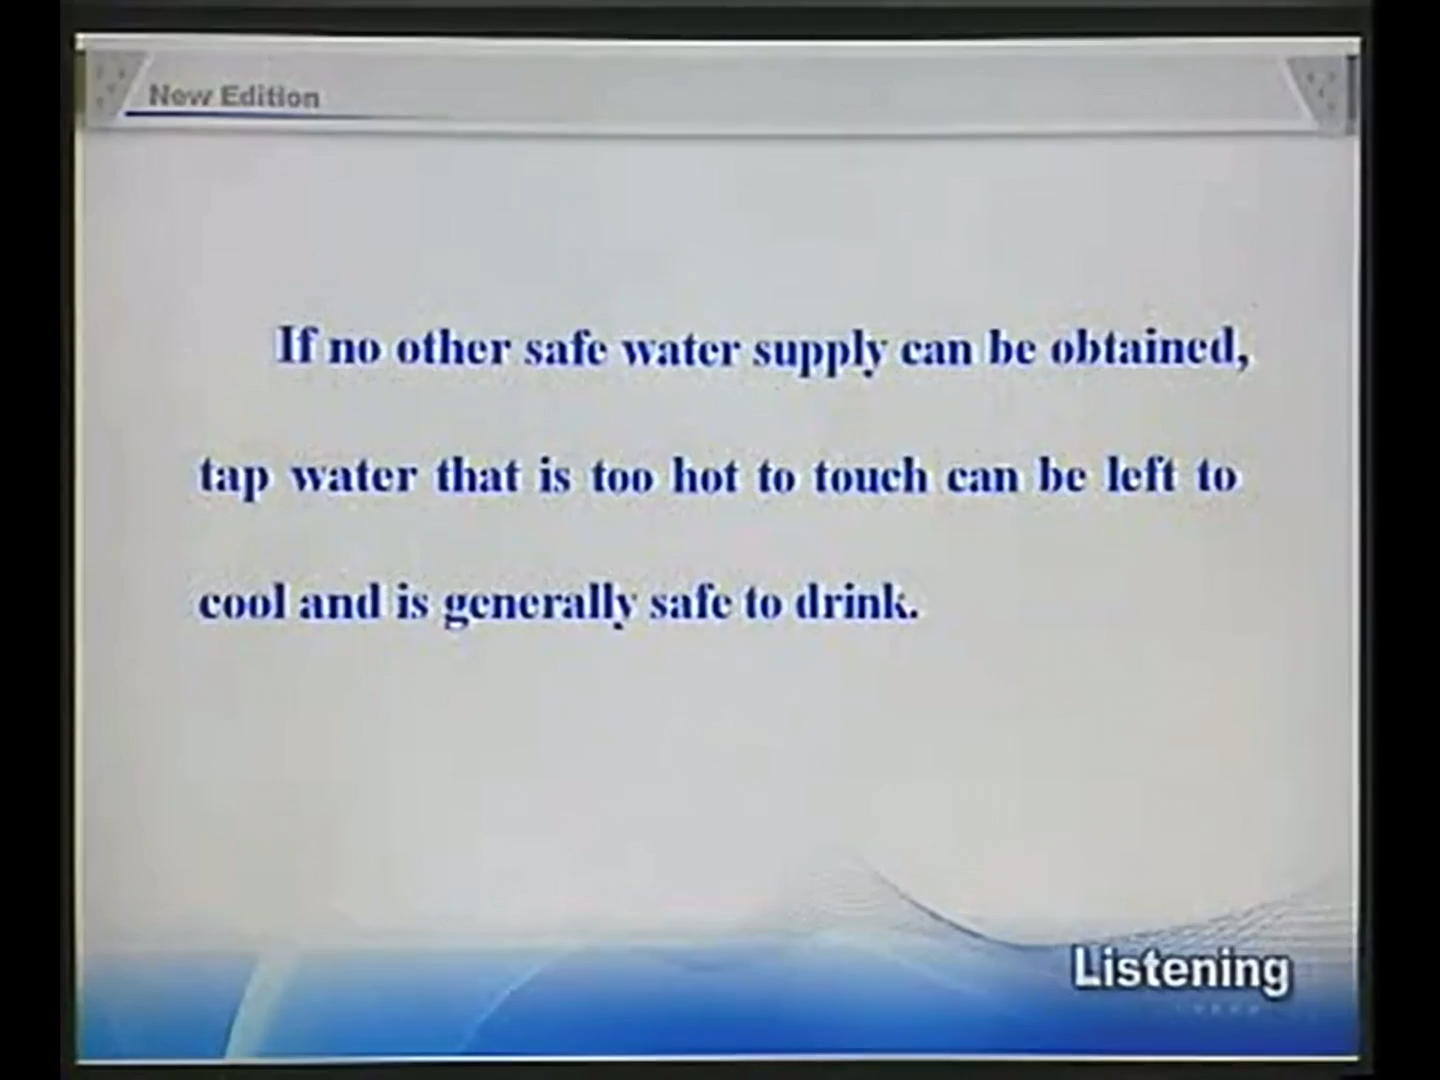 New Edition
If no other safe water supply can be obtained,
tap water that is too hot to touch can be left to
cool and is generally safe to drink.
Listening